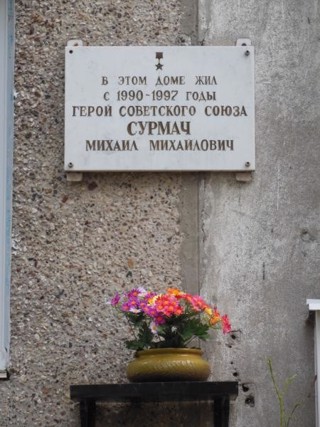 В ЭТОМ ДОМЕ ЖИЛ
С 1990-1997 ГОДЫ
ГЕРОЙ СОВЕТСКОГО СОЮЗА
СУРМАЧ
МИХАИЛ МИХАЙЛОВИЧ